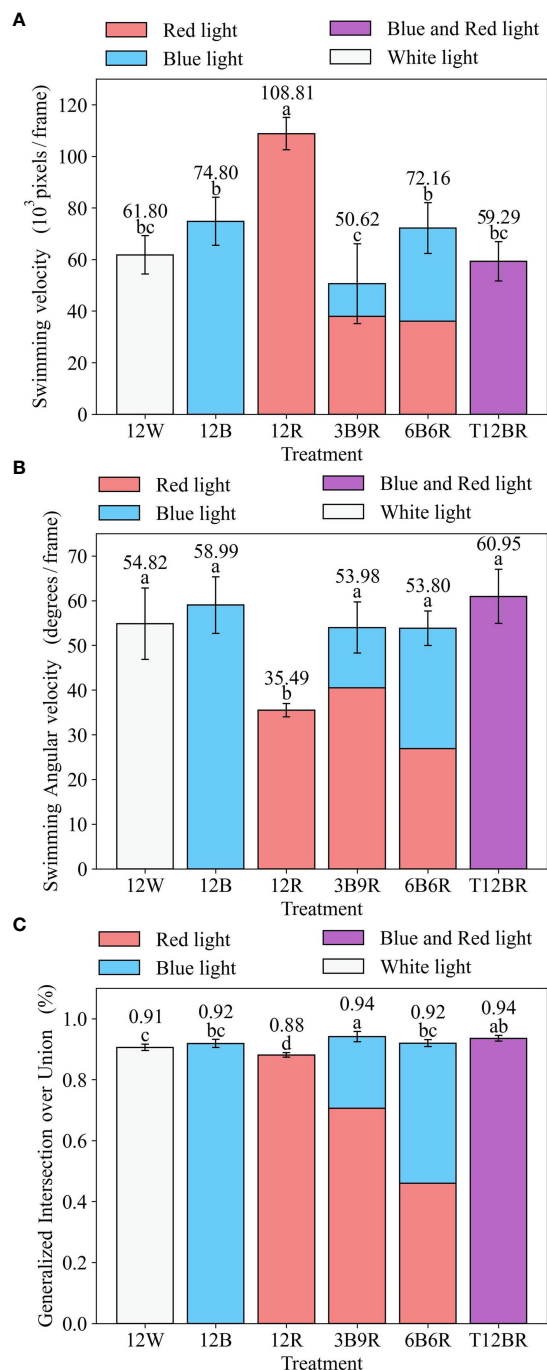 A
Red light
Blue and Red light
Blue light
White light
Swimming velocity (10³pixels/frame)
120
100
80
60
40
20
0
61.80
bc
74.80
b
108.81
a
50.62
c
72.16
b
59.29
bc
12W 12B 12R 3B9R 6B6R T12BR
Treatment
B
Red light
Blue and Red light
Blue light
White light
Swimming Angular velocity (degrees/frame)
70
60
50
40
30
20
10
0
54.82
a
58.99
a
35.49
b
53.98
a
53.80
a
60.95
a
12W 12B 12R 3B9R 6B6R T12BR
Treatment
C
Red light
Blue and Red light
Blue light
White light
Generalized Intersection over Union (%)
1.0
0.8
0.6
0.4
0.2
0.0
0.91
c
0.92
bc
0.88
d
0.94
a
0.92
bc
0.94
ab
12W 12B 12R 3B9R 6B6R T12BR
Treatment